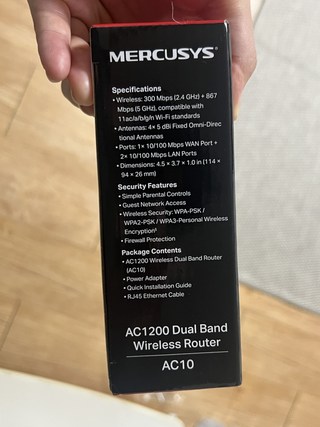 MERCUSYS®
Specifications
• Wireless: 300 Mbps (2.4 GHz) + 867
Mbps (5 GHz), compatible with
11ac/a/b/g/n Wi-Fi standards
• Antennas: 4× 5 dBi Fixed Omni-Direc
tional Antennas
• Ports: 1× 10/100 Mbps WAN Port +
2× 10/100 Mbps LAN Ports
• Dimensions: 4.5 × 3.7 × 1.0 in (114 ×
94 × 26 mm)
Security Features
• Simple Parental Controls
• Guest Network Access
• Wireless Security: WPA-PSK /
WPA2-PSK / WPA3-Personal Wireless
Encryption
• Firewall Protection
Package Contents
• AC1200 Wireless Dual Band Router
(AC10)
• Power Adapter
• Quick Installation Guide
• RJ45 Ethernet Cable
AC1200 Dual Band
Wireless Router
AC10